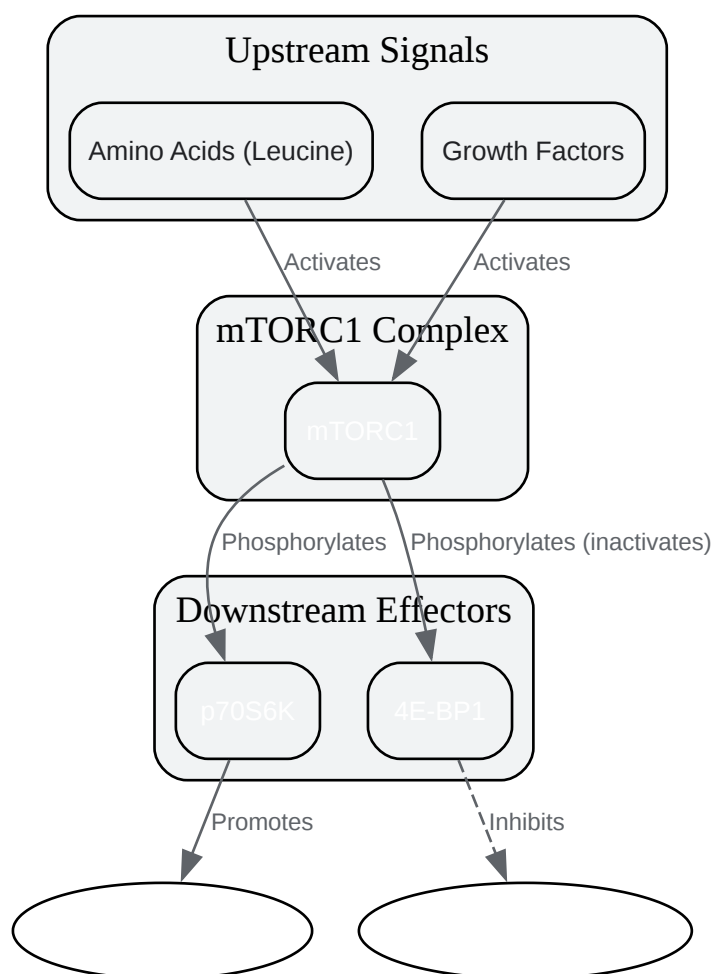 Upstream Signals
Amino Acids (Leucine)
Growth Factors
Activates
Activates
mTORC1 Complex
mTORC1
Phosphorylates
Phosphorylates (inactivates)
Downstream Effectors
p70S6K
4E-BP1
Promotes
Inhibits